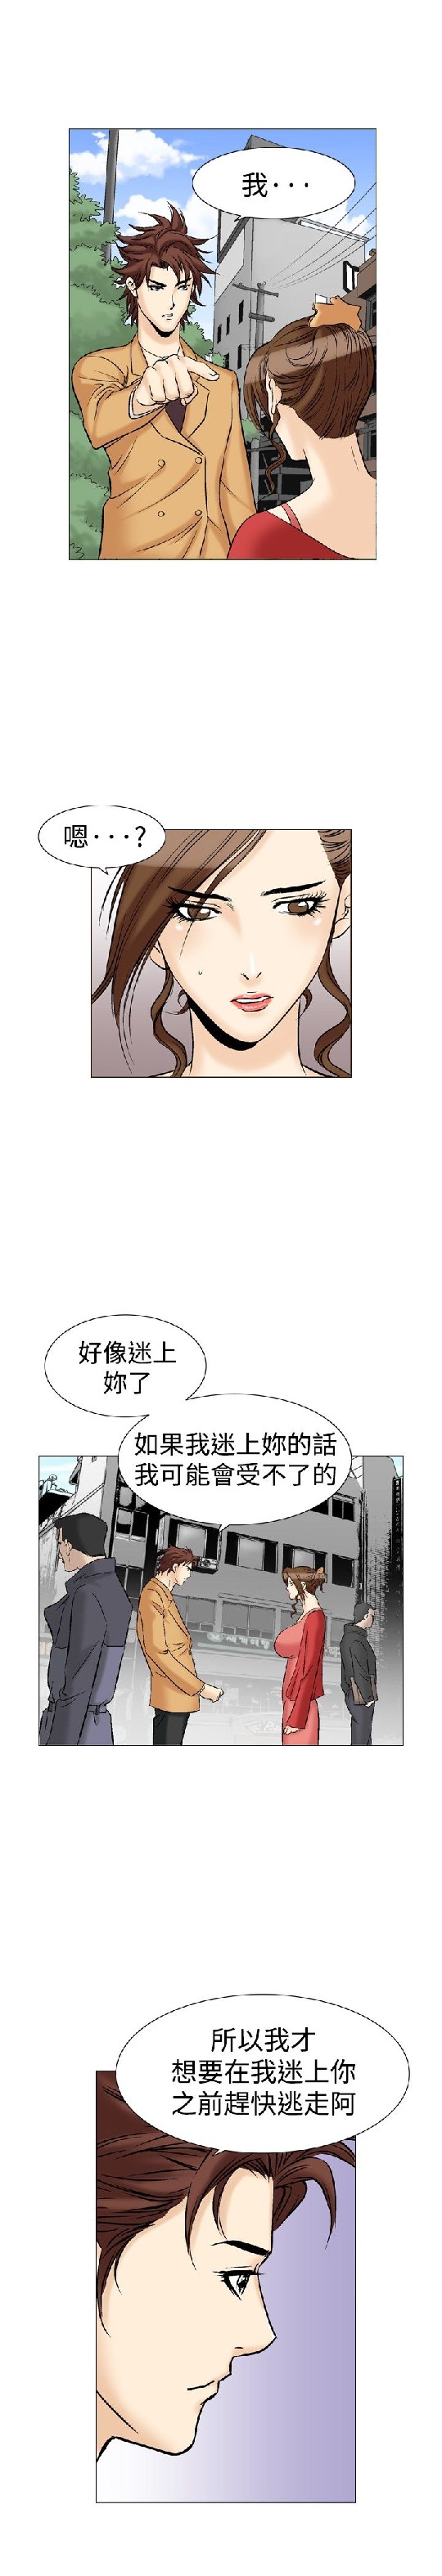 我···
嗯···?
好像迷上
妳了
如果我迷上妳的話
我可能會受不了的
所以我才
想要在我迷上你
之前趕快逃走阿